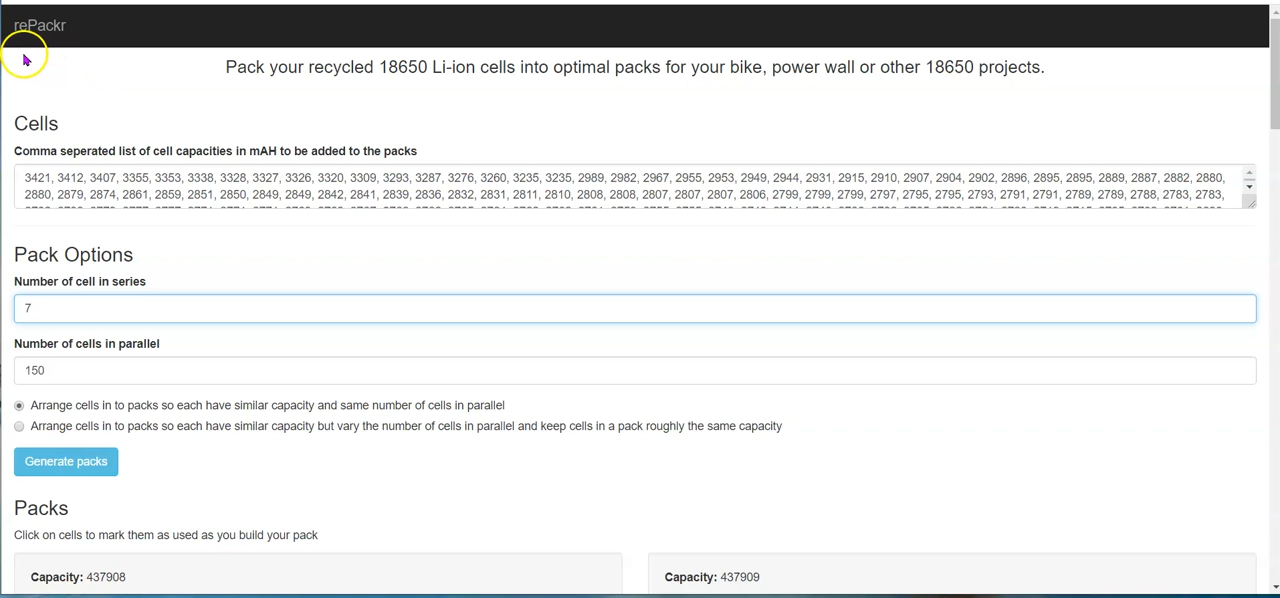 rePackr
Pack your recycled 18650 Li-ion cells into optimal packs for your bike, power wall or other 18650 projects.
Cells
Comma seperated list of cell capacities in mAH to be added to the packs
3421, 3412, 3407, 3355, 3353, 3338, 3328, 3327, 3326, 3320, 3309, 3293, 3287, 3276, 3260, 3235, 3235, 2989, 2982, 2967, 2955, 2953, 2949, 2944, 2931, 2915, 2910, 2907, 2904, 2902, 2896, 2895, 2895, 2889, 2887, 2882, 2880,
2880, 2879, 2874, 2861, 2859, 2851, 2850, 2849, 2849, 2842, 2841, 2839, 2836, 2832, 2831, 2811, 2810, 2808, 2808, 2807, 2807, 2806, 2799, 2799, 2799, 2797, 2795, 2795, 2793, 2791, 2791, 2789, 2789, 2788, 2783, 2783,
Pack Options
Number of cell in series
7
Number of cells in parallel
150
Arrange cells in to packs so each have similar capacity and same number of cells in parallel
Arrange cells in to packs so each have similar capacity but vary the number of cells in parallel and keep cells in a pack roughly the same capacity
Generate packs
Packs
Click on cells to mark them as used as you build your pack
Capacity: 437908
Capacity: 437909